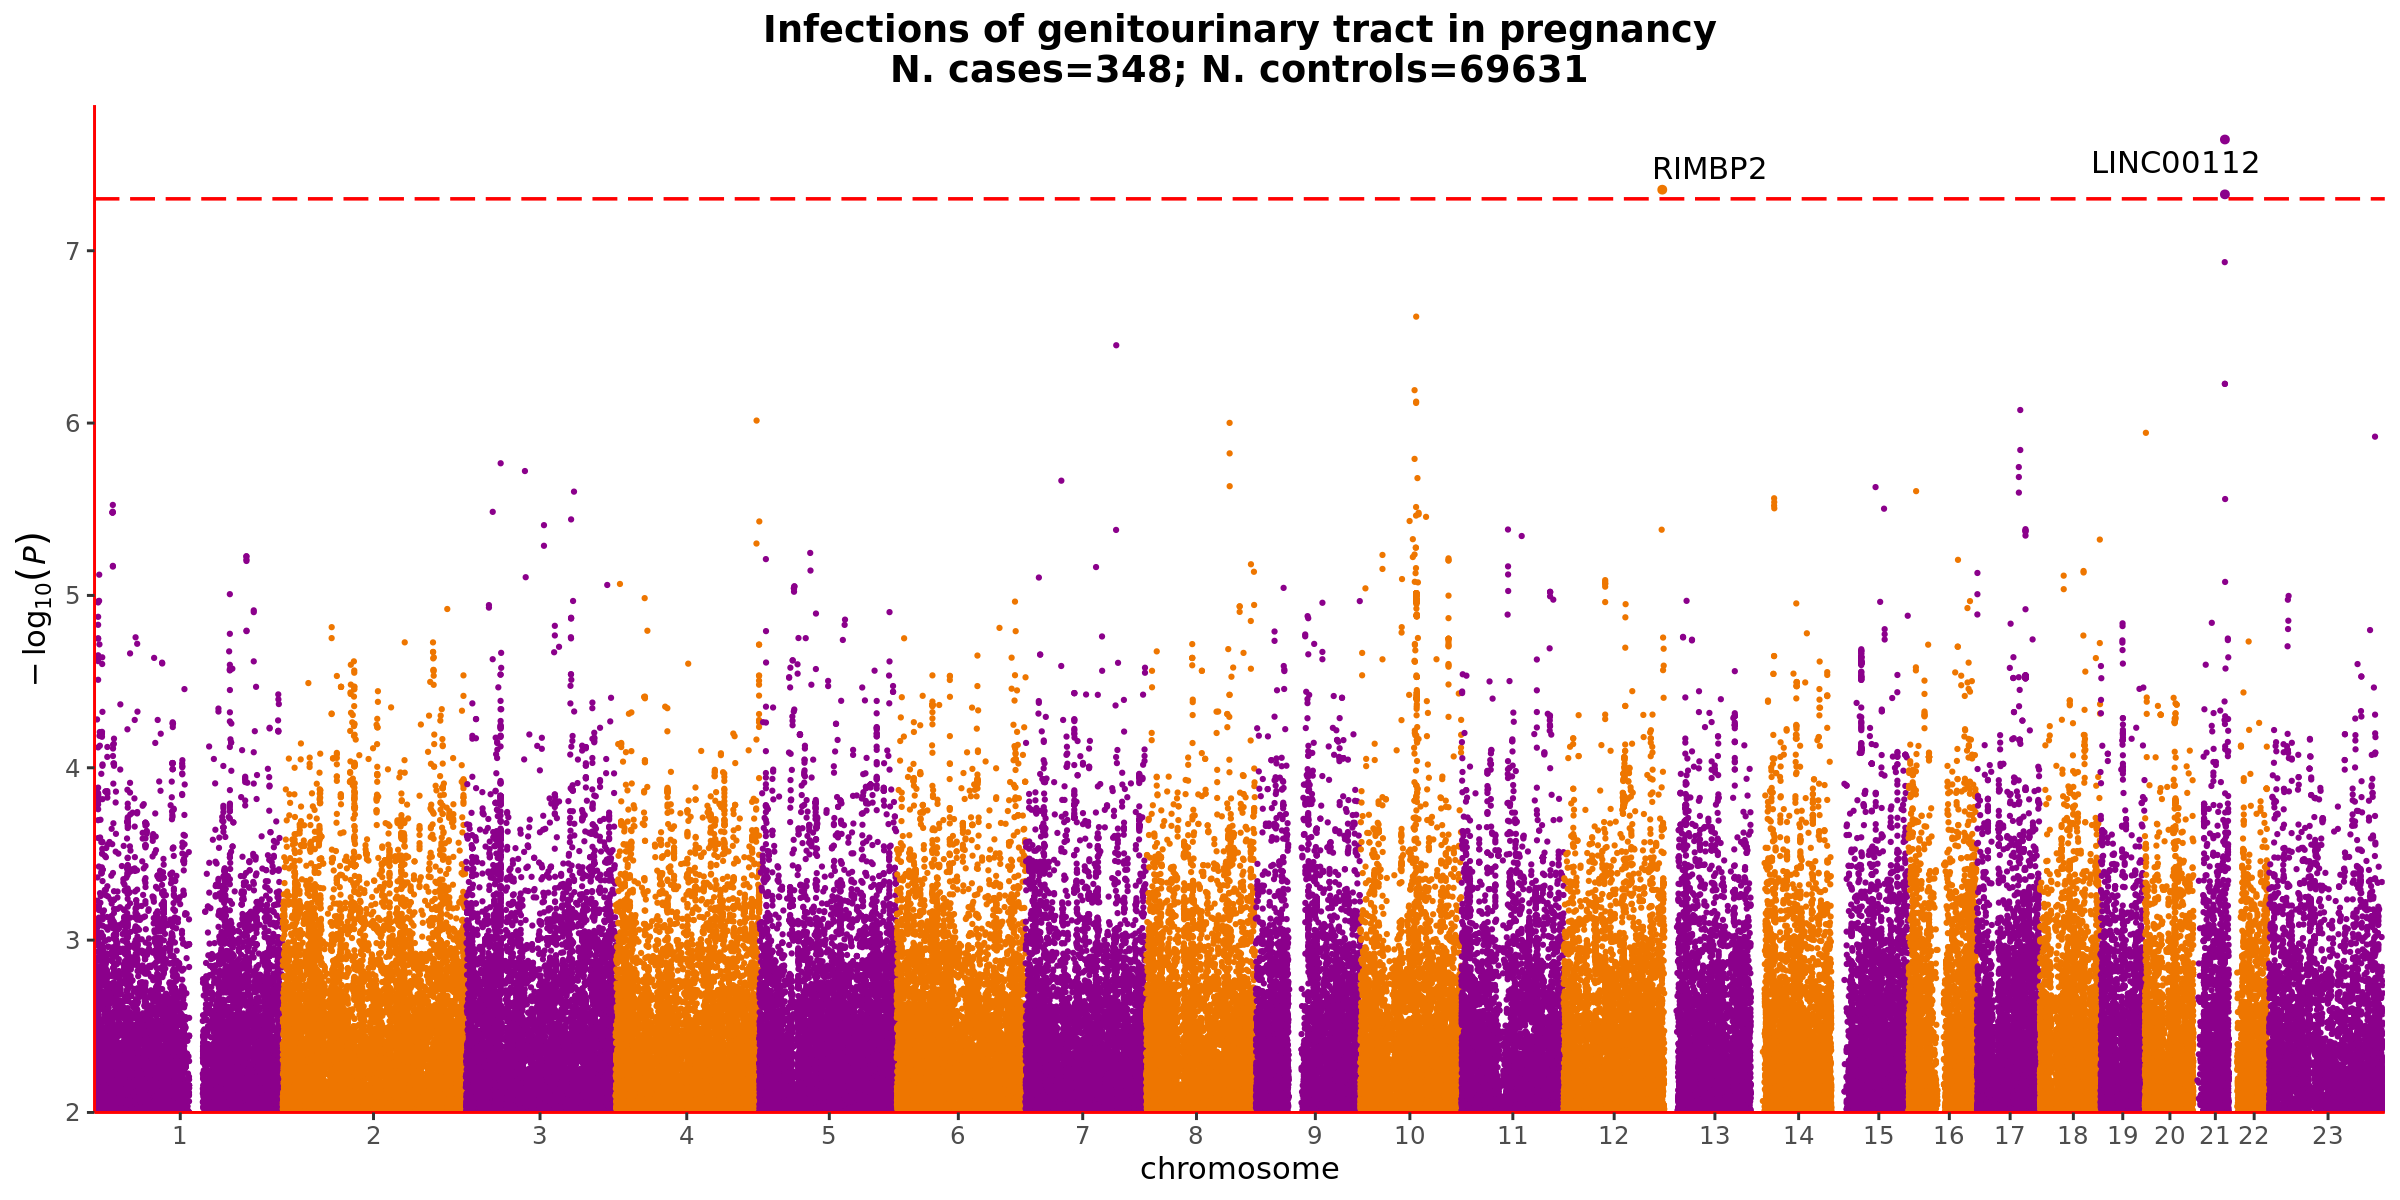 Infections of genitourinary tract in pregnancy
N. cases=348; N. controls=69631
RIMBP2
LINC00112
7
6
5
4
3
2
−log₁₀(P)
1 2 3 4 5 6 7 8 9 10 11 12 13 14 15 16 17 18 19 20 21 22 23
chromosome